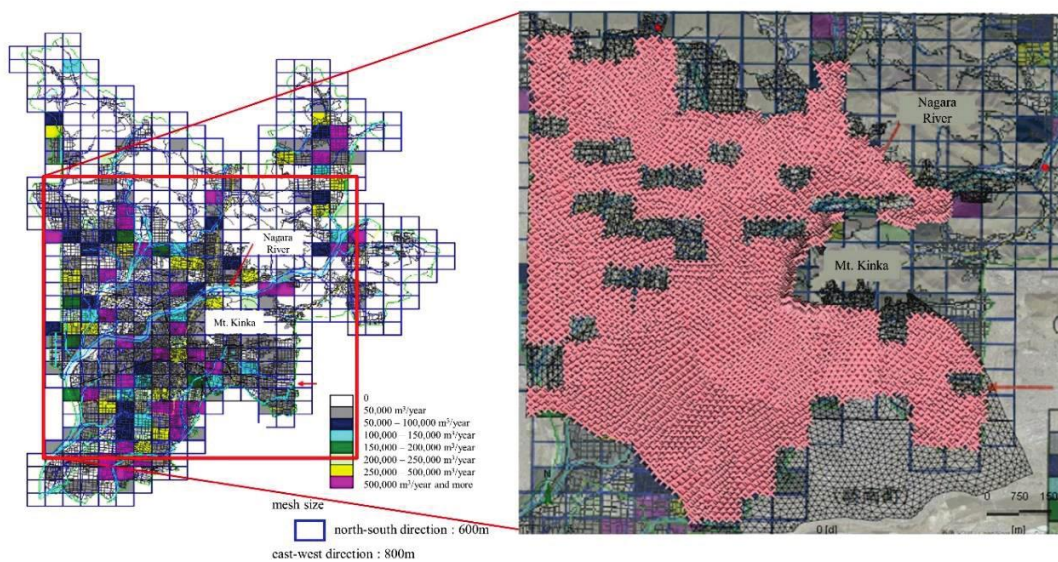 Nagara
River
Mt. Kinka
0
50,000 m³/year
50,000 – 100,000 m³/year
100,000 – 150,000 m³/year
150,000 – 200,000 m³/year
200,000 – 250,000 m³/year
250,000 – 500,000 m³/year
500,000 m³/year and more
mesh size
north-south direction : 600m
east-west direction : 800m
Nagara
River
Mt. Kinka
0 750 150
0 [d] [m]